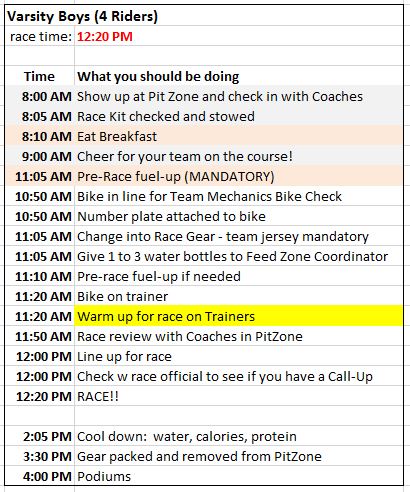 Varsity Boys (4 Riders)
race time: 12:20 PM
Time What you should be doing
8:00 AM Show up at Pit Zone and check in with Coaches
8:05 AM Race Kit checked and stowed
8:10 AM Eat Breakfast
9:00 AM Cheer for your team on the course!
11:05 AM Pre-Race fuel-up (MANDATORY)
10:50 AM Bike in line for Team Mechanics Bike Check
10:50 AM Number plate attached to bike
11:05 AM Change into Race Gear - team jersey mandatory
11:05 AM Give 1 to 3 water bottles to Feed Zone Coordinator
11:10 AM Pre-race fuel-up if needed
11:20 AM Bike on trainer
11:20 AM Warm up for race on Trainers
11:50 AM Race review with Coaches in PitZone
12:00 PM Line up for race
12:00 PM Check w race official to see if you have a Call-Up
12:20 PM RACE!!
2:05 PM Cool down: water, calories, protein
3:30 PM Gear packed and removed from PitZone
4:00 PM Podiums